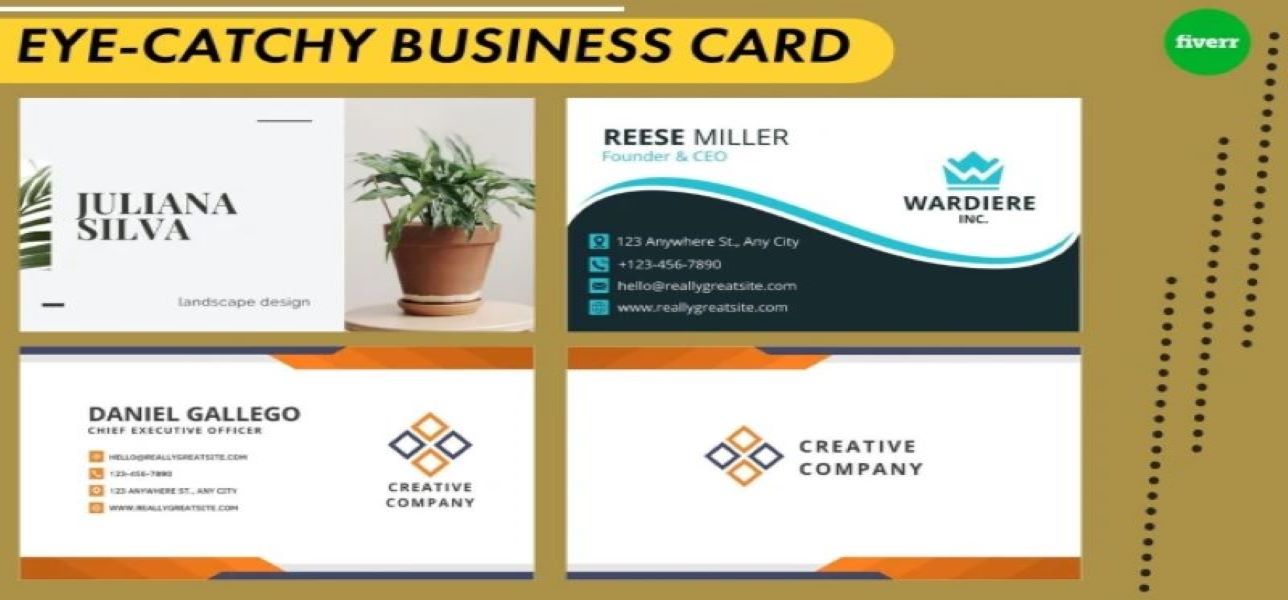 EYE-CATCHY BUSINESS CARD
fiverr
JULIANA
SILVA
landscape design
REESE MILLER
Founder & CEO
WARDIERE
INC.
123 Anywhere St., Any City
+123-456-7890
hello@reallygreatsite.com
www.reallygreatsite.com
DANIEL GALLEGO
CHIEF EXECUTIVE OFFICER
HELLO@REALLYGREATSITE.COM
123-456-7890
123 ANYWHERE ST., ANY CITY
WWW.REALLYGREATSITE.COM
CREATIVE
COMPANY
CREATIVE
COMPANY